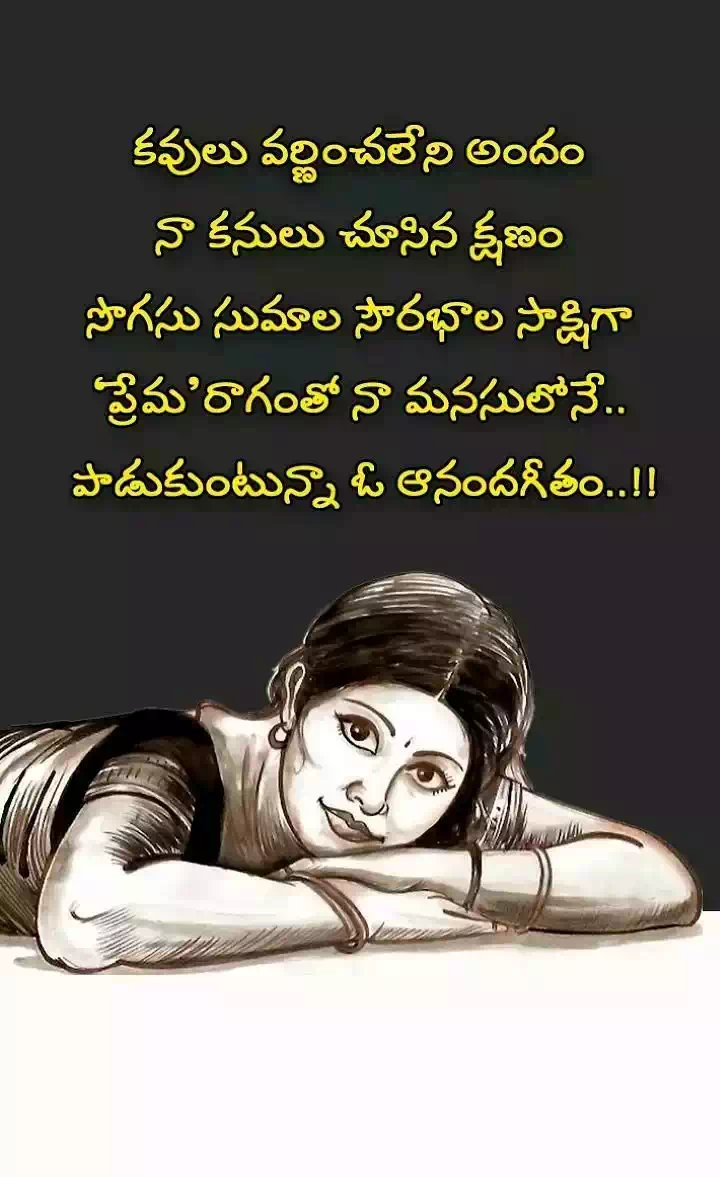 కవులు వర్ణించలేని అందం
నా కనులు చూసిన క్షణం
సొగసు సుమాల సౌరభాల సాక్షిగా
‘ప్రేమ’రాగంతో నా మనసులోనే..
పాడుకుంటున్నా ఓ ఆనందగీతం..!!